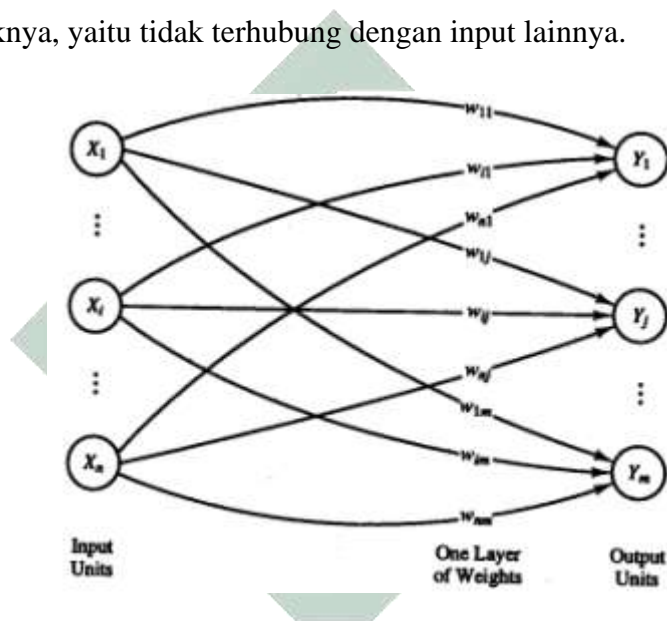 knya, yaitu tidak terhubung dengan input lainnya.
w₁₁
X₁
Y₁
wᵢ₁
wₙ₁
w₁ⱼ
Xᵢ
wᵢⱼ
Yⱼ
wₙⱼ
w₁ₘ
Xₙ
wᵢₘ
Yₘ
wₙₘ
Input
Units
One Layer
of Weights
Output
Units